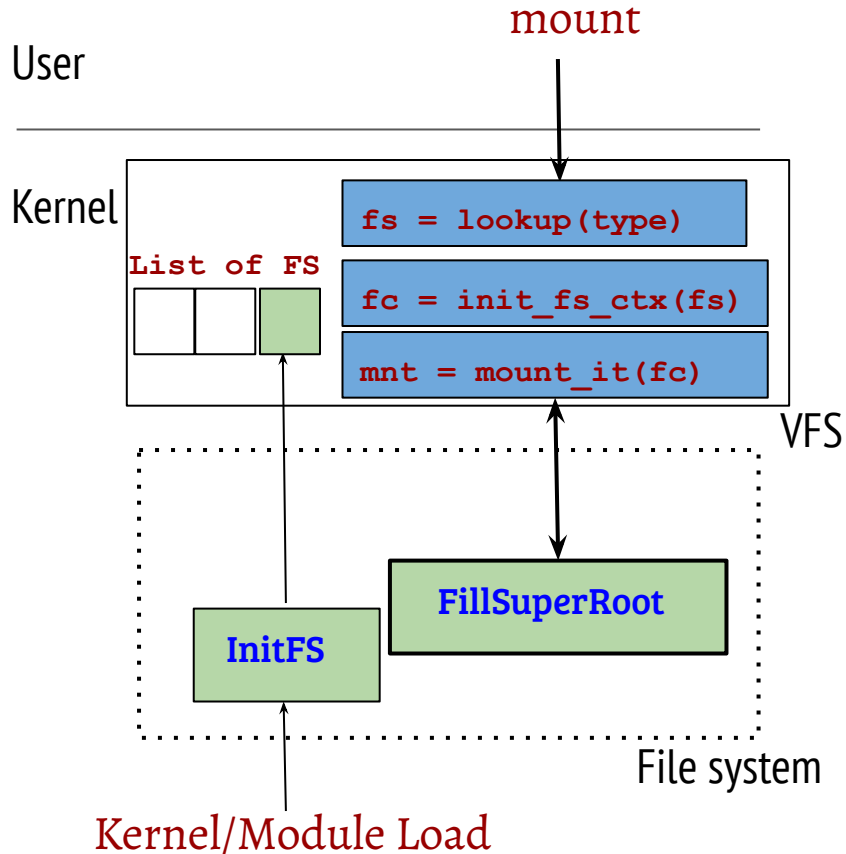 mount
User
Kernel
fs = lookup(type)
List of FS
fc = init_fs_ctx(fs)
mnt = mount_it(fc)
VFS
FillSuperRoot
InitFS
File system
Kernel/Module Load